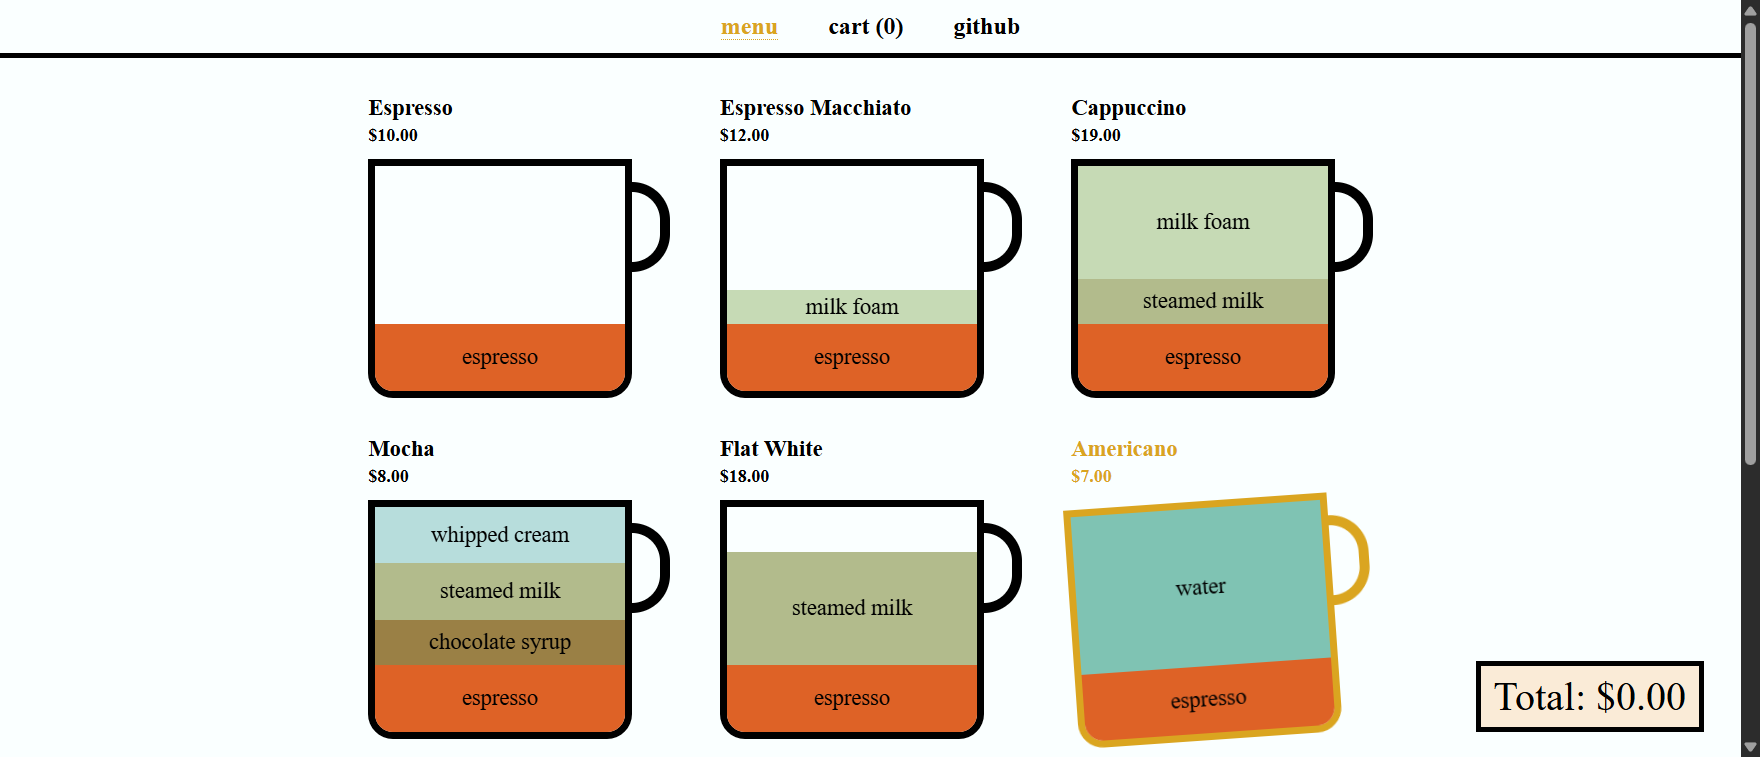 menu cart (0) github
Espresso
$10.00
espresso
Espresso Macchiato
$12.00
milk foam
espresso
Cappuccino
$19.00
milk foam
steamed milk
espresso
Mocha
$8.00
whipped cream
steamed milk
chocolate syrup
espresso
Flat White
$18.00
steamed milk
espresso
Americano
$7.00
water
espresso
Total: $0.00